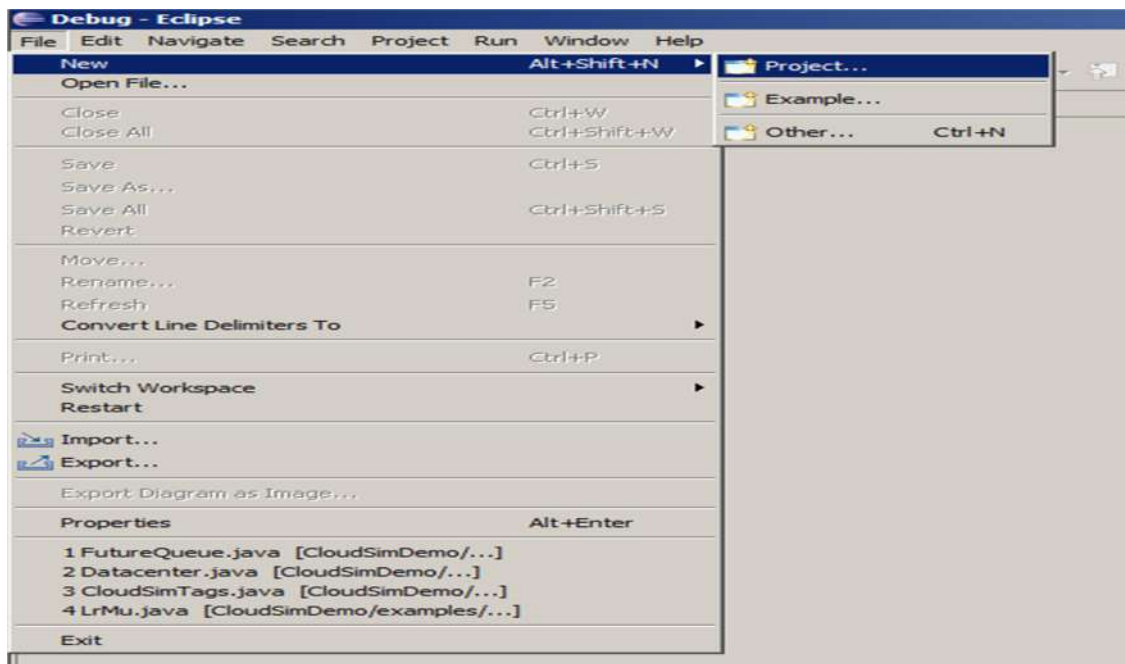 Debug - Eclipse
File Edit Navigate Search Project Run Window Help
New Alt+Shift+N
Open File...
Close Ctrl+W
Close All Ctrl+Shift+W
Save Ctrl+S
Save As...
Save All Ctrl+Shift+S
Revert
Move...
Rename... F2
Refresh F5
Convert Line Delimiters To
Print... Ctrl+P
Switch Workspace
Restart
Import...
Export...
Export Diagram as Image...
Properties Alt+Enter
1 FutureQueue.java [CloudSimDemo/...]
2 Datacenter.java [CloudSimDemo/...]
3 CloudSimTags.java [CloudSimDemo/...]
4 LrMu.java [CloudSimDemo/examples/...]
Exit
Project...
Example...
Other... Ctrl+N